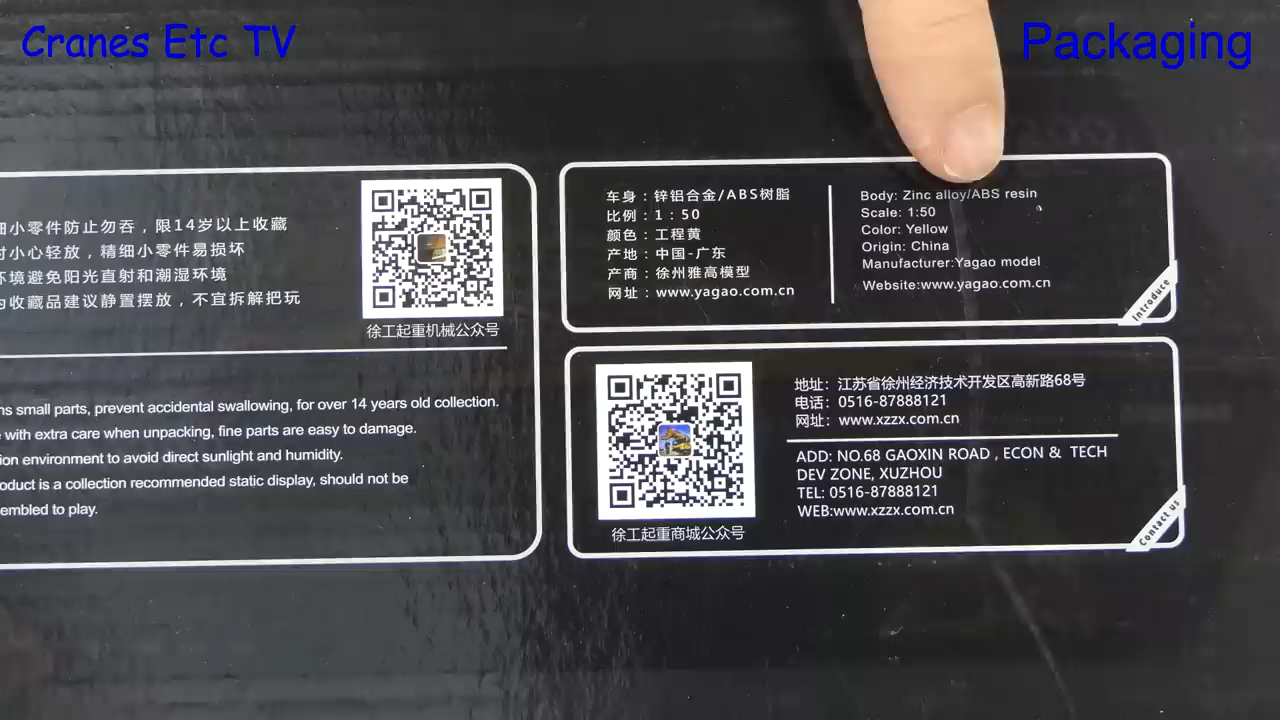 Cranes Etc TV
Packaging
小零件防止勿吞，限14岁以上收藏
小心轻放，精细小零件易损坏
环境避免阳光直射和潮湿环境
收藏品建议静置摆放，不宜拆解把玩
徐工起重机械公众号
small parts, prevent accidental swallowing, for over 14 years old collection.
with extra care when unpacking, fine parts are easy to damage.
environment to avoid direct sunlight and humidity.
is a collection recommended static display, should not be
to play.
车身：锌铝合金/ABS树脂
比例：1：50
颜色：工程黄
产地：中国-广东
产商：徐州雅高模型
网址：www.yagao.com.cn
Body: Zinc alloy/ABS resin
Scale: 1:50
Color: Yellow
Origin: China
Manufacturer:Yagao model
Website:www.yagao.com.cn
Introduce
徐工起重商城公众号
地址：江苏省徐州经济技术开发区高新路68号
电话：0516-87888121
网址：www.xzzx.com.cn
ADD: NO.68 GAOXIN ROAD , ECON & TECH
DEV ZONE, XUZHOU
TEL: 0516-87888121
WEB:www.xzzx.com.cn
Contact us